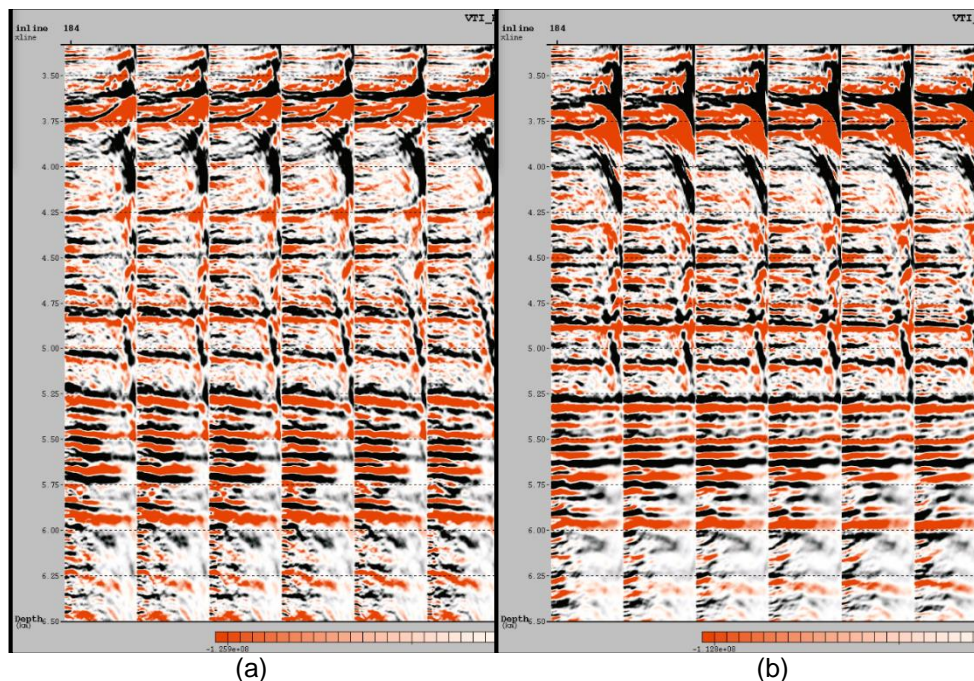 VTI_
inline 184
xline
3.50
3.75
4.00
4.25
4.50
4.75
5.00
5.25
5.50
5.75
6.00
6.25
Depth 6.50
(km)
-1.259e+08
(a)
VTI_
inline 184
xline
3.50
3.75
4.00
4.25
4.50
4.75
5.00
5.25
5.50
5.75
6.00
6.25
Depth 6.50
(km)
-1.128e+08
(b)